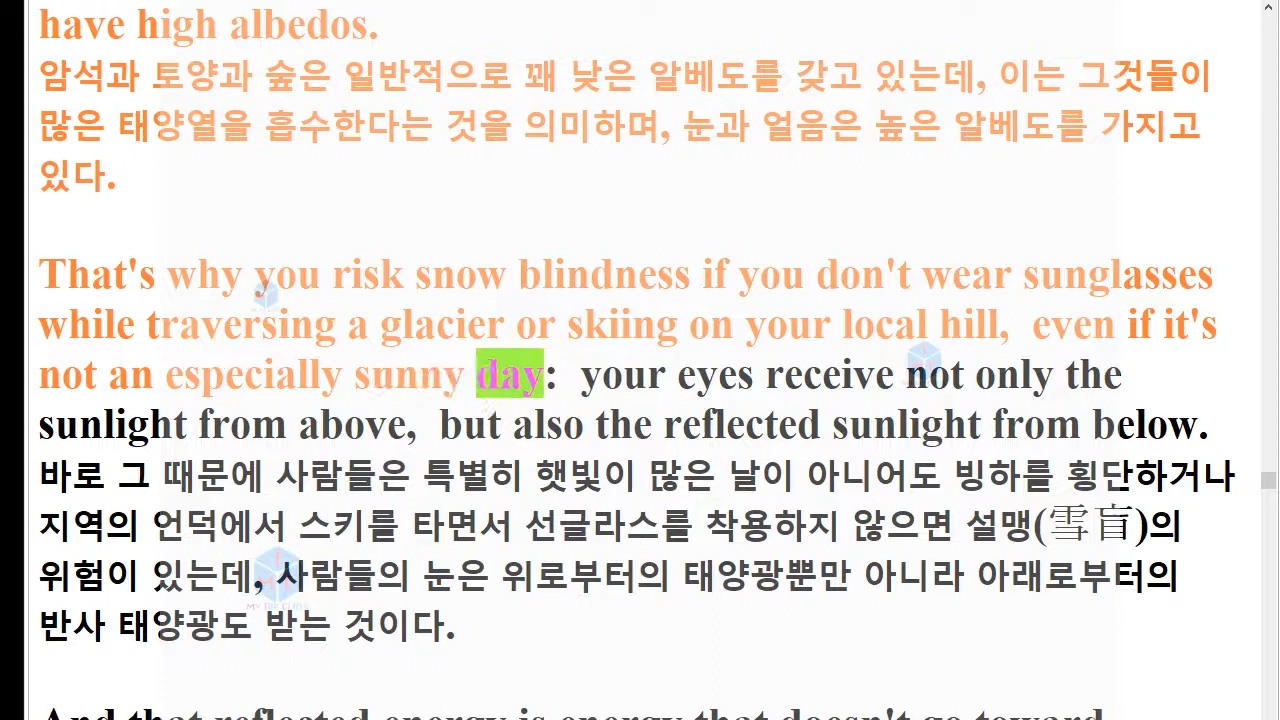 have high albedos.
암석과 토양과 숲은 일반적으로 꽤 낮은 알베도를 갖고 있는데, 이는 그것들이
많은 태양열을 흡수한다는 것을 의미하며, 눈과 얼음은 높은 알베도를 가지고
있다.
That's why you risk snow blindness if you don't wear sunglasses
while traversing a glacier or skiing on your local hill,  even if it's
not an especially sunny day:  your eyes receive not only the
sunlight from above,  but also the reflected sunlight from below.
바로 그 때문에 사람들은 특별히 햇빛이 많은 날이 아니어도 빙하를 횡단하거나
지역의 언덕에서 스키를 타면서 선글라스를 착용하지 않으면 설맹(雪盲)의
위험이 있는데, 사람들의 눈은 위로부터의 태양광뿐만 아니라 아래로부터의
반사 태양광도 받는 것이다.
And that reflected energy is energy that doesn't go toward